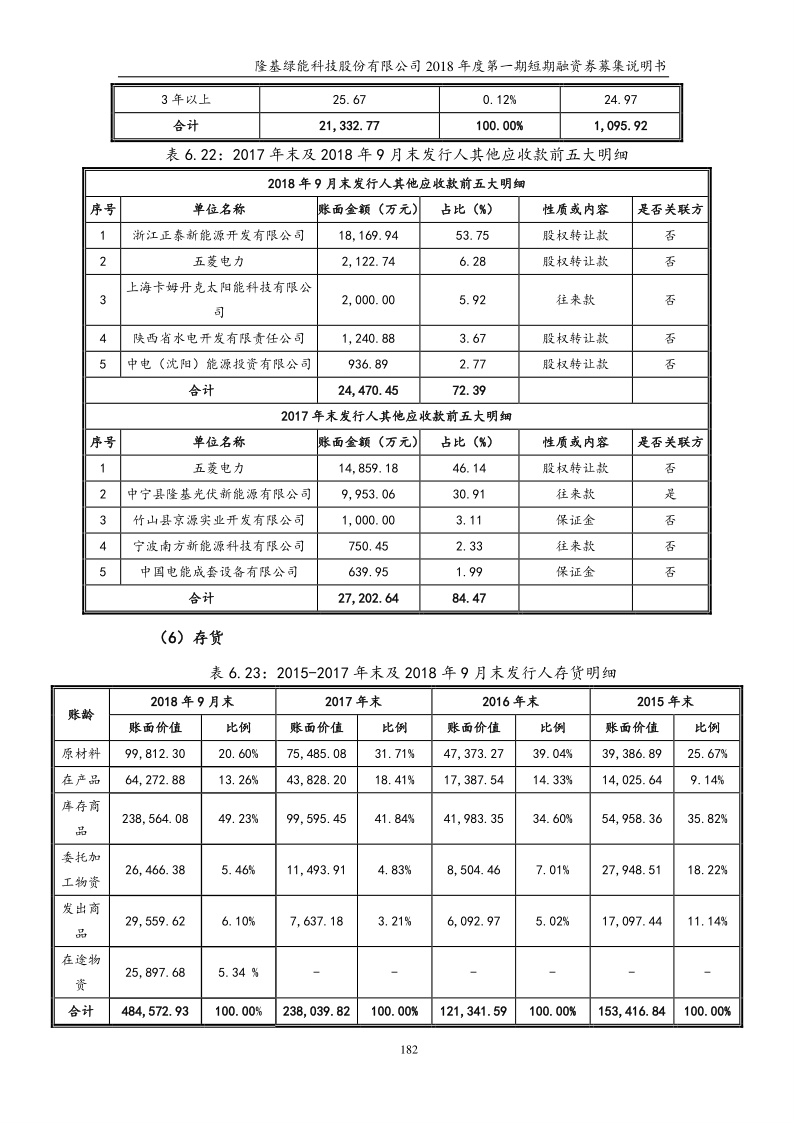 隆基绿能科技股份有限公司 2018 年度第一期短期融资券募集说明书
3 年以上 25.67 0.12% 24.97
合计 21,332.77 100.00% 1,095.92
表 6.22：2017 年末及 2018 年 9 月末发行人其他应收款前五大明细
2018 年 9 月末发行人其他应收款前五大明细
序号 单位名称 账面金额（万元） 占比（%） 性质或内容 是否关联方
1 浙江正泰新能源开发有限公司 18,169.94 53.75 股权转让款 否
2 五菱电力 2,122.74 6.28 股权转让款 否
3 上海卡姆丹克太阳能科技有限公 2,000.00 5.92 往来款 否
司
4 陕西省水电开发有限责任公司 1,240.88 3.67 股权转让款 否
5 中电（沈阳）能源投资有限公司 936.89 2.77 股权转让款 否
合计 24,470.45 72.39
2017 年末发行人其他应收款前五大明细
序号 单位名称 账面金额（万元） 占比（%） 性质或内容 是否关联方
1 五菱电力 14,859.18 46.14 股权转让款 否
2 中宁县隆基光伏新能源有限公司 9,953.06 30.91 往来款 是
3 竹山县京源实业开发有限公司 1,000.00 3.11 保证金 否
4 宁波南方新能源科技有限公司 750.45 2.33 往来款 否
5 中国电能成套设备有限公司 639.95 1.99 保证金 否
合计 27,202.64 84.47
（6）存货
表 6.23：2015-2017 年末及 2018 年 9 月末发行人存货明细
账龄 2018 年 9 月末 2017 年末 2016 年末 2015 年末
账面价值 比例 账面价值 比例 账面价值 比例 账面价值 比例
原材料 99,812.30 20.60% 75,485.08 31.71% 47,373.27 39.04% 39,386.89 25.67%
在产品 64,272.88 13.26% 43,828.20 18.41% 17,387.54 14.33% 14,025.64 9.14%
库存商
品 238,564.08 49.23% 99,595.45 41.84% 41,983.35 34.60% 54,958.36 35.82%
委托加
工物资 26,466.38 5.46% 11,493.91 4.83% 8,504.46 7.01% 27,948.51 18.22%
发出商
品 29,559.62 6.10% 7,637.18 3.21% 6,092.97 5.02% 17,097.44 11.14%
在途物
资 25,897.68 5.34 % - - - - - -
合计 484,572.93 100.00% 238,039.82 100.00% 121,341.59 100.00% 153,416.84 100.00%
182